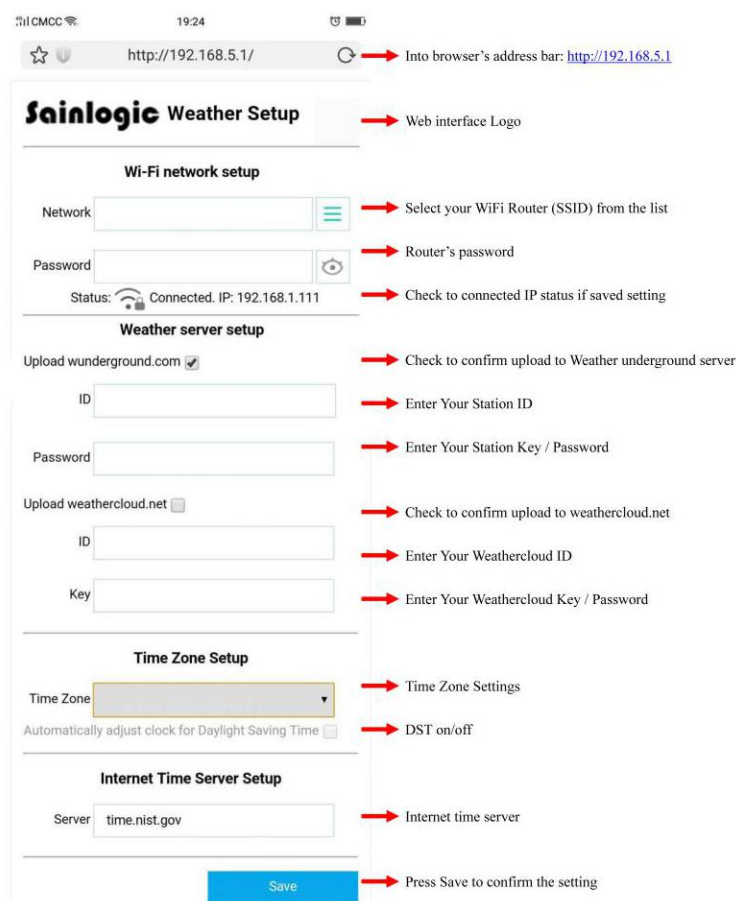 CMCC 19:24
http://192.168.5.1/ Into browser's address bar: http://192.168.5.1
Sainlogic Weather Setup Web interface Logo
Wi-Fi network setup
Network Select your WiFi Router (SSID) from the list
Password Router's password
Status: Connected. IP: 192.168.1.111 Check to connected IP status if saved setting
Weather server setup
Upload wunderground.com Check to confirm upload to Weather underground server
ID Enter Your Station ID
Password Enter Your Station Key / Password
Upload weathercloud.net Check to confirm upload to weathercloud.net
ID Enter Your Weathercloud ID
Key Enter Your Weathercloud Key / Password
Time Zone Setup
Time Zone Time Zone Settings
Automatically adjust clock for Daylight Saving Time DST on/off
Internet Time Server Setup
Server time.nist.gov Internet time server
Save Press Save to confirm the setting